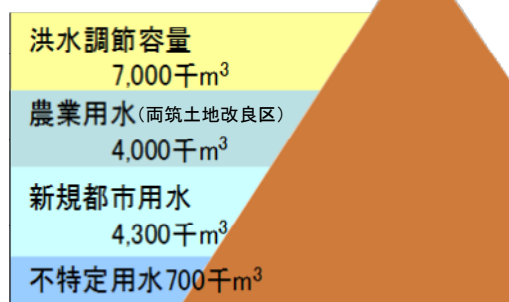 洪水調節容量
7,000千m³
農業用水(両筑土地改良区)
4,000千m³
新規都市用水
4,300千m³
不特定用水700千m³